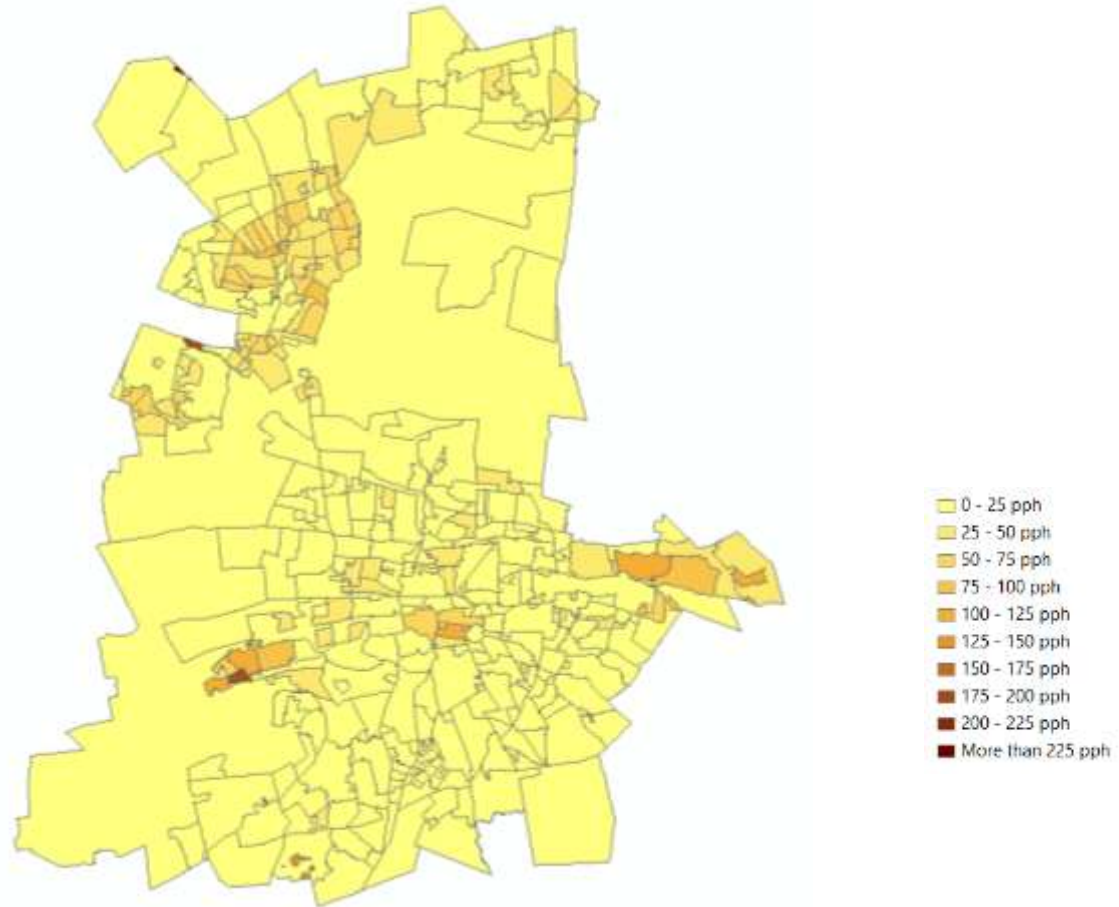 0 - 25 pph
25 - 50 pph
50 - 75 pph
75 - 100 pph
100 - 125 pph
125 - 150 pph
150 - 175 pph
175 - 200 pph
200 - 225 pph
More than 225 pph